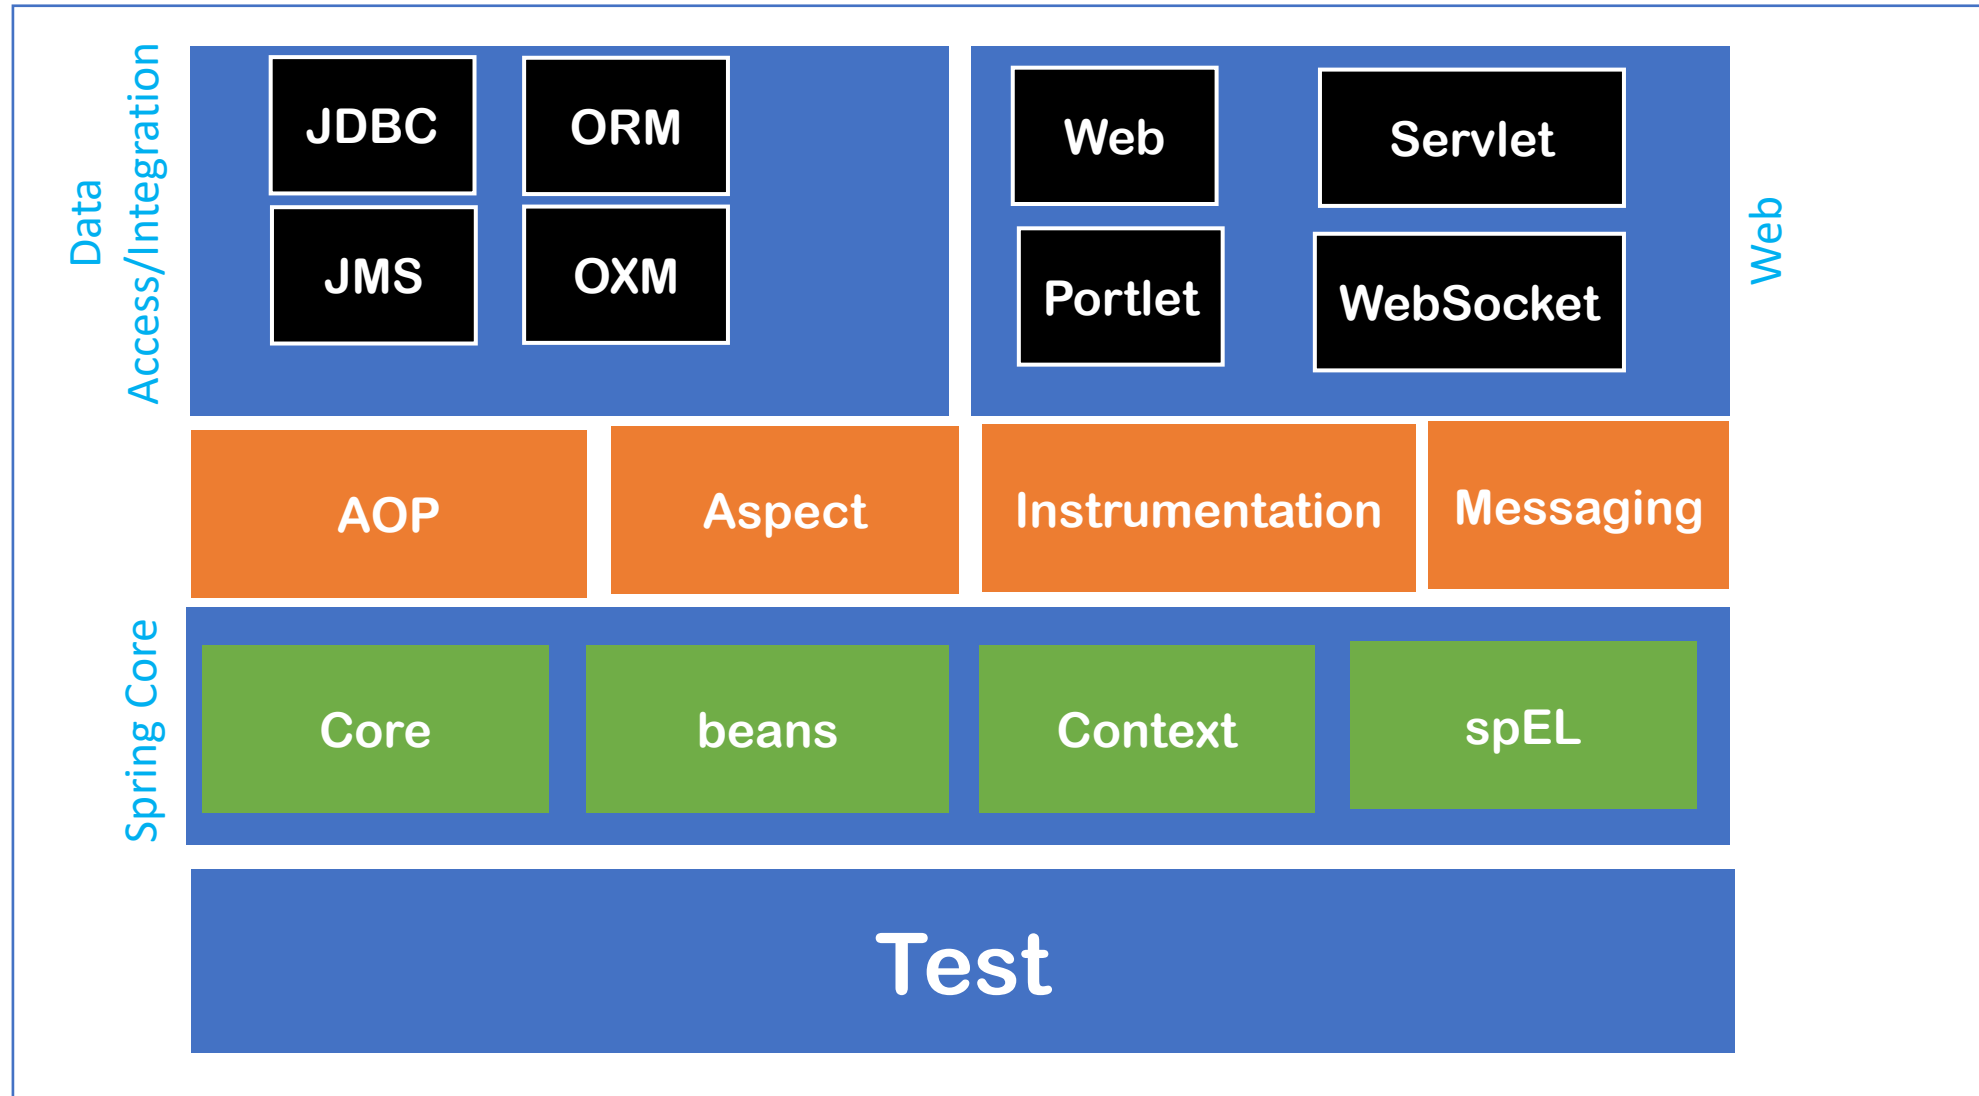 Data
Access/Integration
JDBC
ORM
JMS
OXM
Web
Servlet
Portlet
WebSocket
Web
AOP
Aspect
Instrumentation
Messaging
Spring Core
Core
beans
Context
spEL
Test